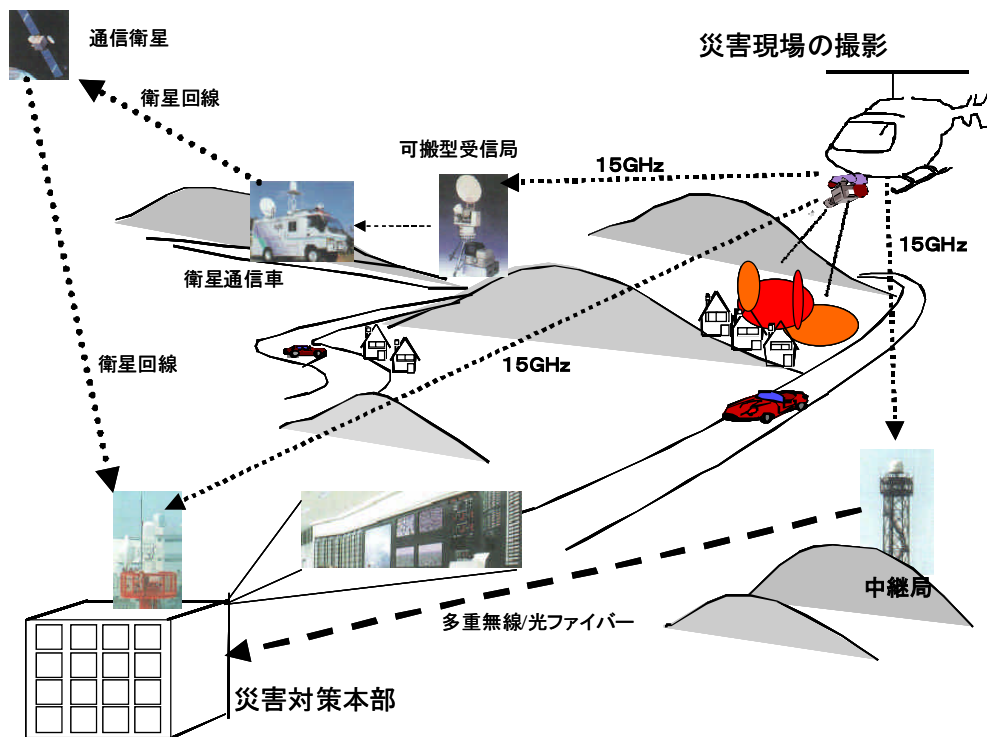 通信衛星
災害現場の撮影
衛星回線
可搬型受信局
15GHz
15GHz
衛星通信車
衛星回線
15GHz
中継局
多重無線/光ファイバー
災害対策本部